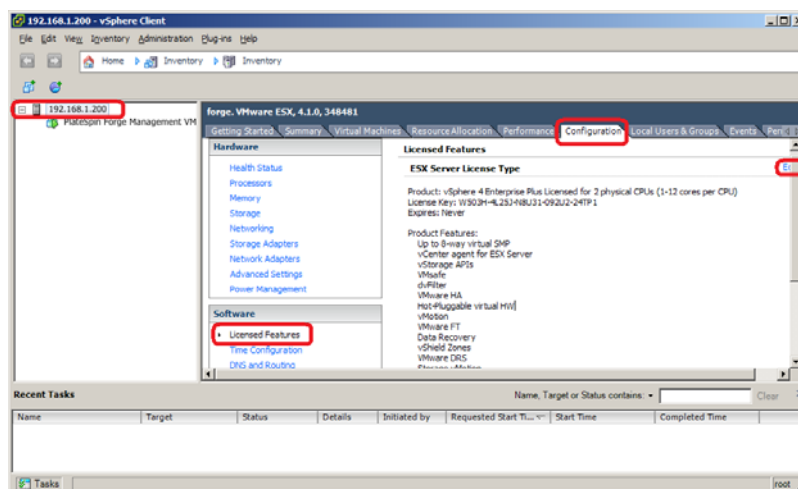 192.168.1.200 - vSphere Client
File Edit View Inventory Administration Plug-ins Help
Home Inventory Inventory
192.168.1.200
PlateSpin Forge Management VM
forge. VMware ESX, 4.1.0, 348481
Getting Started Summary Virtual Machines Resource Allocation Performance Configuration Local Users & Groups Events
Hardware
Health Status
Processors
Memory
Storage
Networking
Storage Adapters
Network Adapters
Advanced Settings
Power Management
Software
Licensed Features
Time Configuration
DNS and Routing
Licensed Features
ESX Server License Type
Product: vSphere 4 Enterprise Plus Licensed for 2 physical CPUs (1-12 cores per CPU)
License Key:
Expires: Never
Product Features:
Up to 8-way virtual SMP
vCenter agent for ESX Server
vStorage APIs
VMsafe
dvFilter
VMware HA
Hot-Pluggable virtual HW
vMotion
VMware FT
Data Recovery
vShield Zones
VMware DRS
Storage vMotion
Recent Tasks
Name, Target or Status contains:
Clear
Name Target Status Details Initiated by Requested Start Ti... Start Time Completed Time
Tasks
root